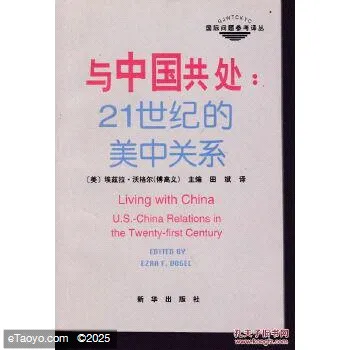 GJWTCKYC
国际问题参考译丛
与中国共处：
21世纪的
美中关系
〔美〕埃兹拉·沃格尔(傅高义) 主编 田斌 译
Living with China
U.S.-China Relations in
the Twenty-first Century
EDITED BY
EZRA F. VOGEL
新华出版社
eTaoyo.com ©2025